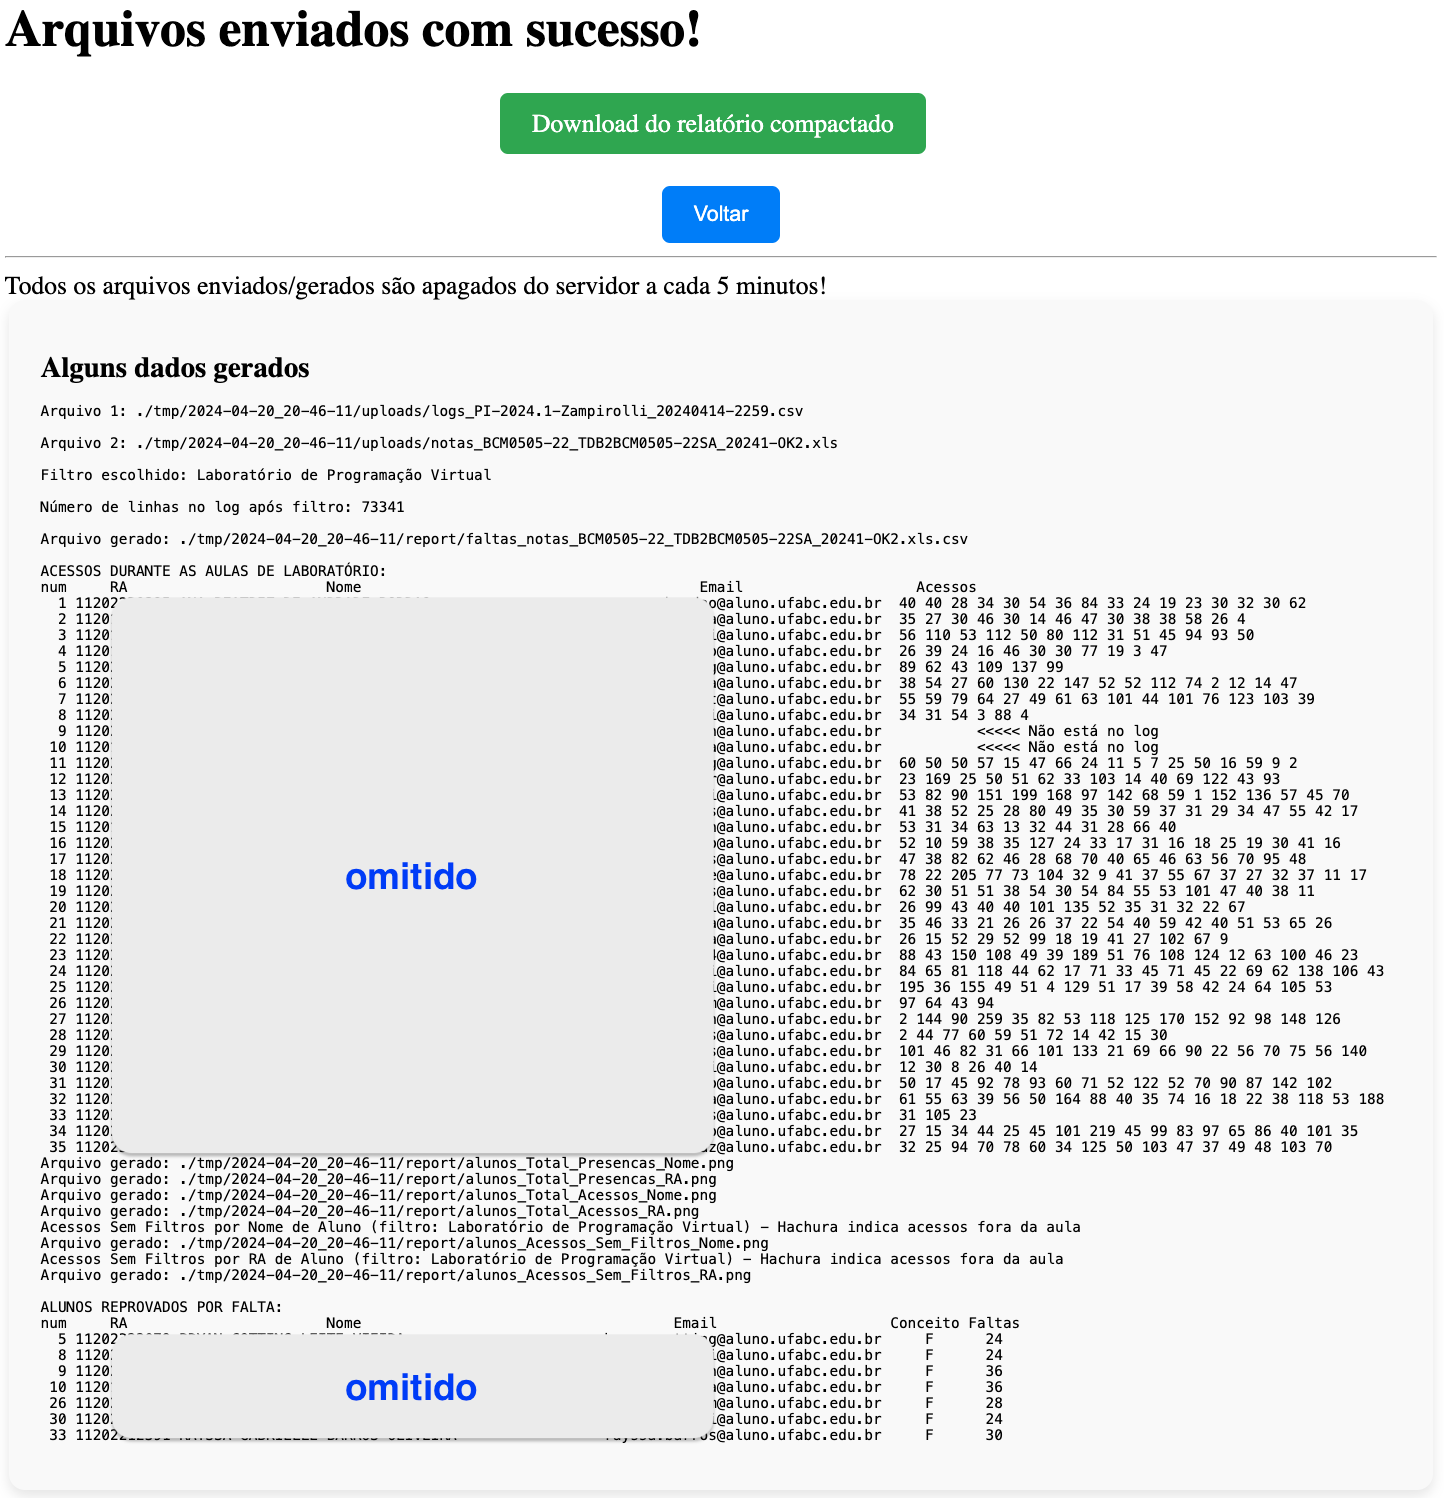 Arquivos enviados com sucesso!
Download do relatório compactado
Voltar
Todos os arquivos enviados/gerados são apagados do servidor a cada 5 minutos!
Alguns dados gerados
Arquivo 1: ./tmp/2024-04-20_20-46-11/uploads/logs_PI-2024.1-Zampirolli_20240414-2259.csv
Arquivo 2: ./tmp/2024-04-20_20-46-11/uploads/notas_BCM0505-22_TDB2BCM0505-22SA_20241-OK2.xls
Filtro escolhido: Laboratório de Programação Virtual
Número de linhas no log após filtro: 73341
Arquivo gerado: ./tmp/2024-04-20_20-46-11/report/faltas_notas_BCM0505-22_TDB2BCM0505-22SA_20241-OK2.xls.csv
ACESSOS DURANTE AS AULAS DE LABORATÓRIO:
num RA Nome Email Acessos
1 11202 o@aluno.ufabc.edu.br 40 40 28 34 30 54 36 84 33 24 19 23 30 32 30 62
2 1120 a@aluno.ufabc.edu.br 35 27 30 46 30 14 46 47 30 38 38 58 26 4
3 1120 i@aluno.ufabc.edu.br 56 110 53 112 50 80 112 31 51 45 94 93 50
4 1120 @aluno.ufabc.edu.br 26 39 24 16 46 30 30 77 19 3 47
5 1120 g@aluno.ufabc.edu.br 89 62 43 109 137 99
6 1120 @aluno.ufabc.edu.br 38 54 27 60 130 22 147 52 52 112 74 2 12 14 47
7 1120 @aluno.ufabc.edu.br 55 59 79 64 27 49 61 63 101 44 101 76 123 103 39
8 1120 i@aluno.ufabc.edu.br 34 31 54 3 88 4
9 1120 @aluno.ufabc.edu.br <<<<< Não está no log
10 1120 a@aluno.ufabc.edu.br <<<<< Não está no log
11 1120 g@aluno.ufabc.edu.br 60 50 50 57 15 47 66 24 11 5 7 25 50 16 59 9 2
12 1120 r@aluno.ufabc.edu.br 23 169 25 50 51 62 33 103 14 40 69 122 43 93
13 1120 i@aluno.ufabc.edu.br 53 82 90 151 199 168 97 142 68 59 1 152 136 57 45 70
14 1120 s@aluno.ufabc.edu.br 41 38 52 25 28 80 49 35 30 59 37 31 29 34 47 55 42 17
15 1120 @aluno.ufabc.edu.br 53 31 34 63 13 32 44 31 28 66 40
16 1120 o@aluno.ufabc.edu.br 52 10 59 38 35 127 24 33 17 31 16 18 25 19 30 41 16
17 1120 s@aluno.ufabc.edu.br 47 38 82 62 46 28 68 70 40 65 46 63 56 70 95 48
18 1120 e@aluno.ufabc.edu.br 78 22 205 77 73 104 32 9 41 37 55 67 37 27 32 37 11 17
19 1120 s@aluno.ufabc.edu.br 62 30 51 51 38 54 30 54 84 55 53 101 47 40 38 11
20 1120 @aluno.ufabc.edu.br 26 99 43 40 40 101 135 52 35 31 32 22 67
21 1120 a@aluno.ufabc.edu.br 35 46 33 21 26 26 37 22 54 40 59 42 40 51 53 65 26
22 1120 a@aluno.ufabc.edu.br 26 15 52 29 52 99 18 19 41 27 102 67 9
23 1120 @aluno.ufabc.edu.br 88 43 150 108 49 39 189 51 76 108 124 12 63 100 46 23
24 1120 i@aluno.ufabc.edu.br 84 65 81 118 44 62 17 71 33 45 71 45 22 69 62 138 106 43
25 1120 i@aluno.ufabc.edu.br 195 36 155 49 51 4 129 51 17 39 58 42 24 64 105 53
26 1120 @aluno.ufabc.edu.br 97 64 43 94
27 1120 @aluno.ufabc.edu.br 2 144 90 259 35 82 53 118 125 170 152 92 98 148 126
28 1120 s@aluno.ufabc.edu.br 2 44 77 60 59 51 72 14 42 15 30
29 1120 s@aluno.ufabc.edu.br 101 46 82 31 66 101 133 21 69 66 90 22 56 70 75 56 140
30 1120 i@aluno.ufabc.edu.br 12 30 8 26 40 14
31 1120 o@aluno.ufabc.edu.br 50 17 45 92 78 93 60 71 52 122 52 70 90 87 142 102
32 1120 a@aluno.ufabc.edu.br 61 55 63 39 56 50 164 88 40 35 74 16 18 22 38 118 53 188
33 1120 s@aluno.ufabc.edu.br 31 105 23
34 1120 o@aluno.ufabc.edu.br 27 15 34 44 25 45 101 219 45 99 83 97 65 86 40 101 35
35 1120 az@aluno.ufabc.edu.br 32 25 94 70 78 60 34 125 50 103 47 37 49 48 103 70
omitido
Arquivo gerado: ./tmp/2024-04-20_20-46-11/report/alunos_Total_Presencas_Nome.png
Arquivo gerado: ./tmp/2024-04-20_20-46-11/report/alunos_Total_Presencas_RA.png
Arquivo gerado: ./tmp/2024-04-20_20-46-11/report/alunos_Total_Acessos_Nome.png
Arquivo gerado: ./tmp/2024-04-20_20-46-11/report/alunos_Total_Acessos_RA.png
Acessos Sem Filtros por Nome de Aluno (filtro: Laboratório de Programação Virtual) - Hachura indica acessos fora da aula
Arquivo gerado: ./tmp/2024-04-20_20-46-11/report/alunos_Acessos_Sem_Filtros_Nome.png
Acessos Sem Filtros por RA de Aluno (filtro: Laboratório de Programação Virtual) - Hachura indica acessos fora da aula
Arquivo gerado: ./tmp/2024-04-20_20-46-11/report/alunos_Acessos_Sem_Filtros_RA.png
ALUNOS REPROVADOS POR FALTA:
num RA Nome Email Conceito Faltas
5 11202 g@aluno.ufabc.edu.br F 24
8 1120 i@aluno.ufabc.edu.br F 24
9 1120 @aluno.ufabc.edu.br F 36
10 1120 a@aluno.ufabc.edu.br F 36
26 1120 @aluno.ufabc.edu.br F 28
30 1120 i@aluno.ufabc.edu.br F 24
33 11202 s@aluno.ufabc.edu.br F 30
omitido